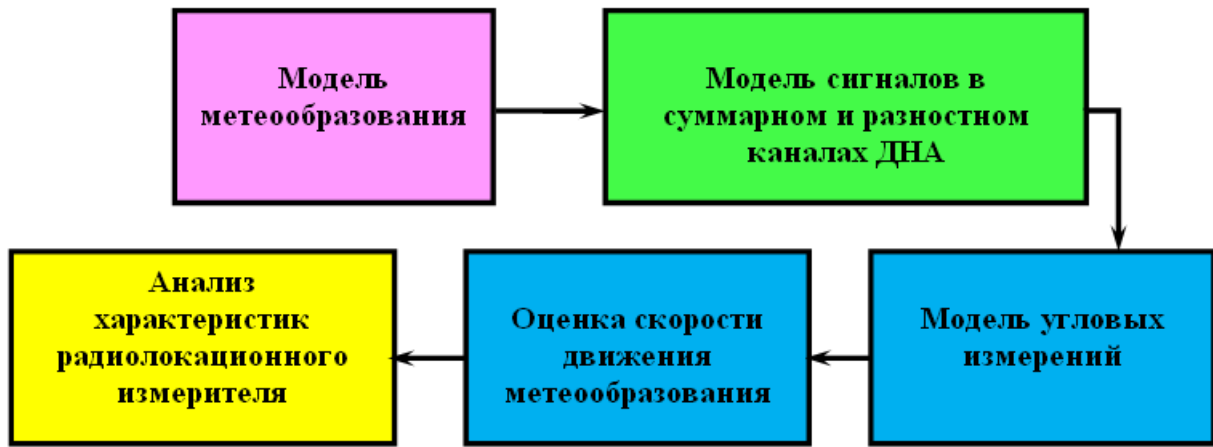 Модель
метеообразования
Модель сигналов в
суммарном и разностном
каналах ДНА
Анализ
характеристик
радиолокационного
измерителя
Оценка скорости
движения
метеообразования
Модель угловых
измерений